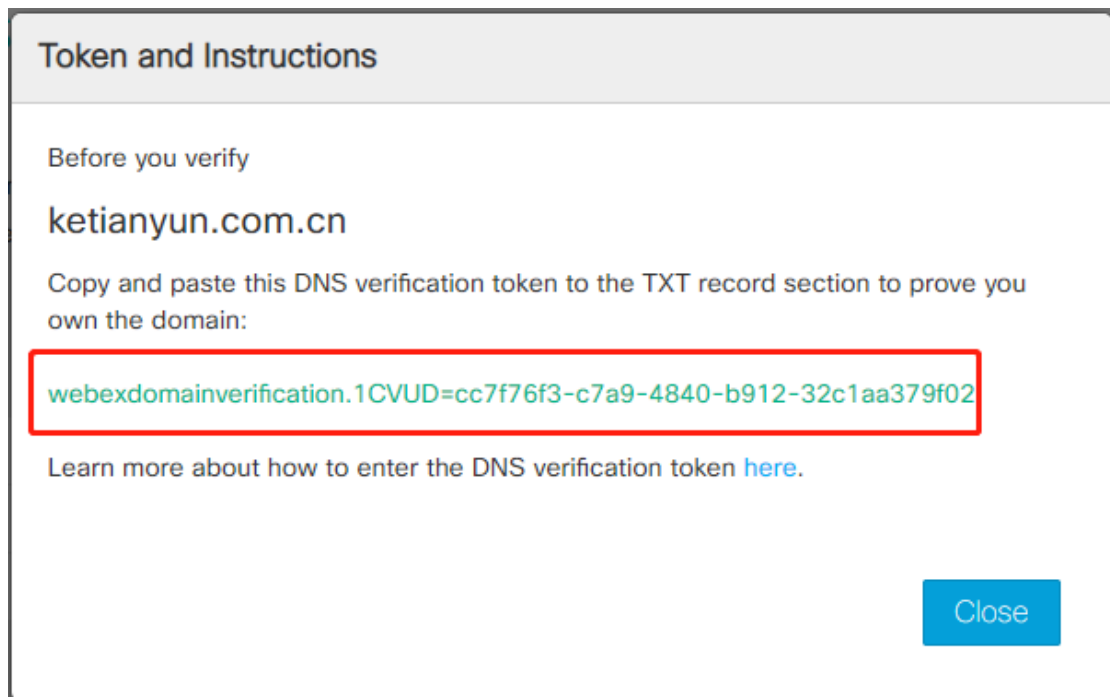 Token and Instructions
Before you verify
ketianyun.com.cn
Copy and paste this DNS verification token to the TXT record section to prove you
own the domain:
webexdomainverification.1CVUD=cc7f76f3-c7a9-4840-b912-32c1aa379f02
Learn more about how to enter the DNS verification token here.
Close